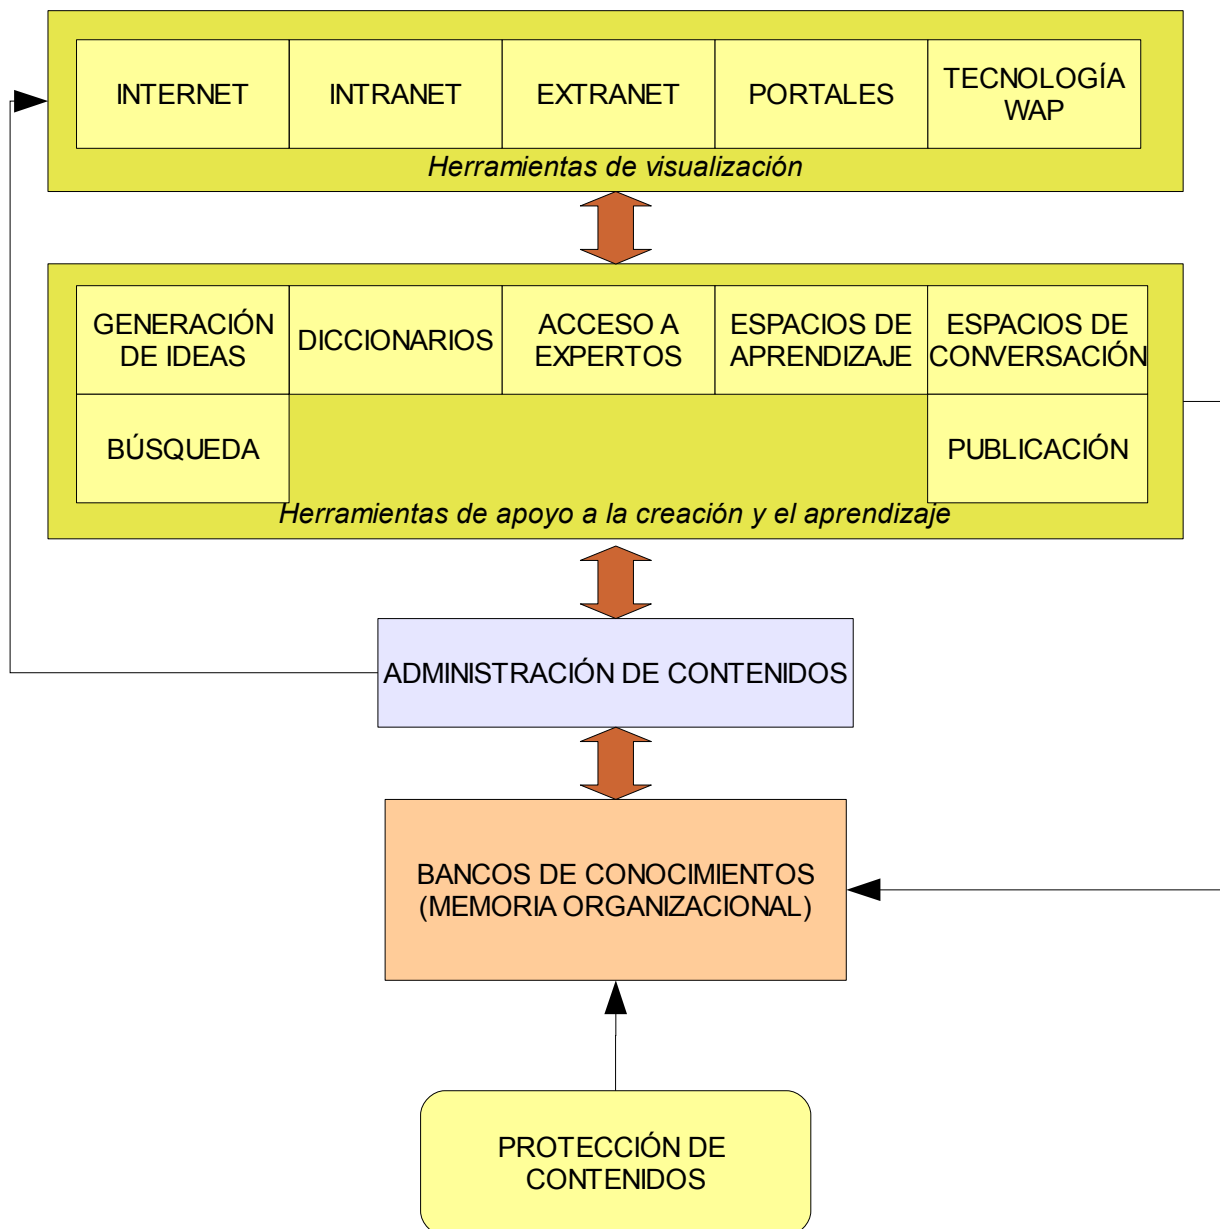 INTERNET
INTRANET
EXTRANET
PORTALES
TECNOLOGÍA
WAP
Herramientas de visualización
GENERACIÓN
DE IDEAS
DICCIONARIOS
ACCESO A
EXPERTOS
ESPACIOS DE
APRENDIZAJE
ESPACIOS DE
CONVERSACIÓN
BÚSQUEDA
PUBLICACIÓN
Herramientas de apoyo a la creación y el aprendizaje
ADMINISTRACIÓN DE CONTENIDOS
BANCOS DE CONOCIMIENTOS
(MEMORIA ORGANIZACIONAL)
PROTECCIÓN DE
CONTENIDOS